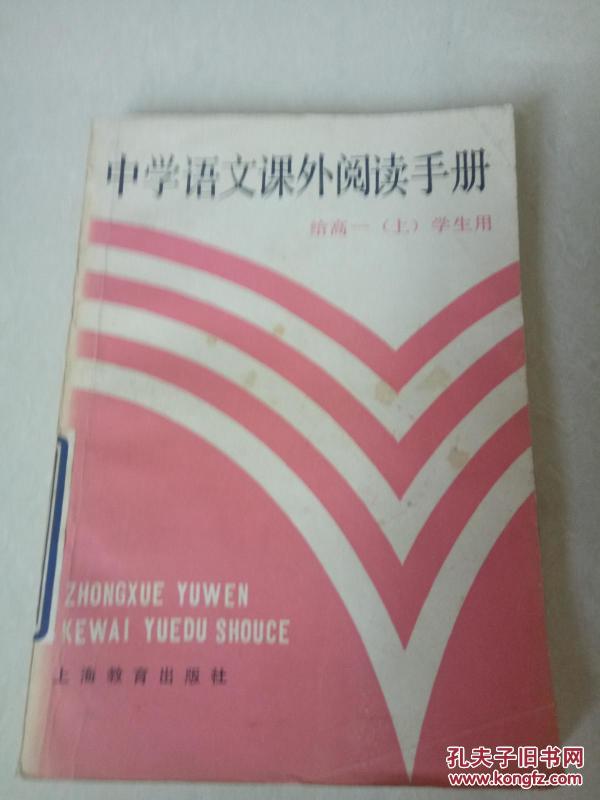 中学语文课外阅读手册
给高一（上）学生用
ZHONGXUE YUWEN
KEWAI YUEDU SHOUCE
上海教育出版社
孔夫子旧书网
www.kongfz.com